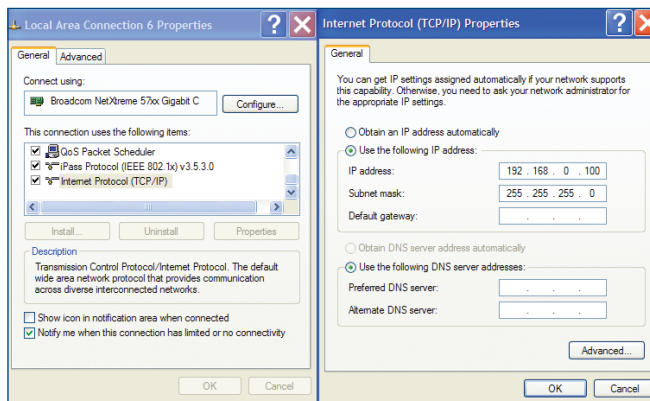 Local Area Connection 6 Properties
General
Advanced
Connect using:
Broadcom NetXtreme 57xx Gigabit C
Configure...
This connection uses the following items:
QoS Packet Scheduler
iPass Protocol (IEEE 802.1x) v3.5.3.0
Internet Protocol (TCP/IP)
Install...
Uninstall
Properties
Description
Transmission Control Protocol/Internet Protocol. The default
wide area network protocol that provides communication
across diverse interconnected networks.
Show icon in notification area when connected
Notify me when this connection has limited or no connectivity
OK
Cancel
Internet Protocol (TCP/IP) Properties
General
You can get IP settings assigned automatically if your network supports
this capability. Otherwise, you need to ask your network administrator for
the appropriate IP settings.
Obtain an IP address automatically
Use the following IP address:
IP address:
192 . 168 . 0 . 100
Subnet mask:
255 . 255 . 255 . 0
Default gateway:
Obtain DNS server address automatically
Use the following DNS server addresses:
Preferred DNS server:
Alternate DNS server:
Advanced...
OK
Cancel